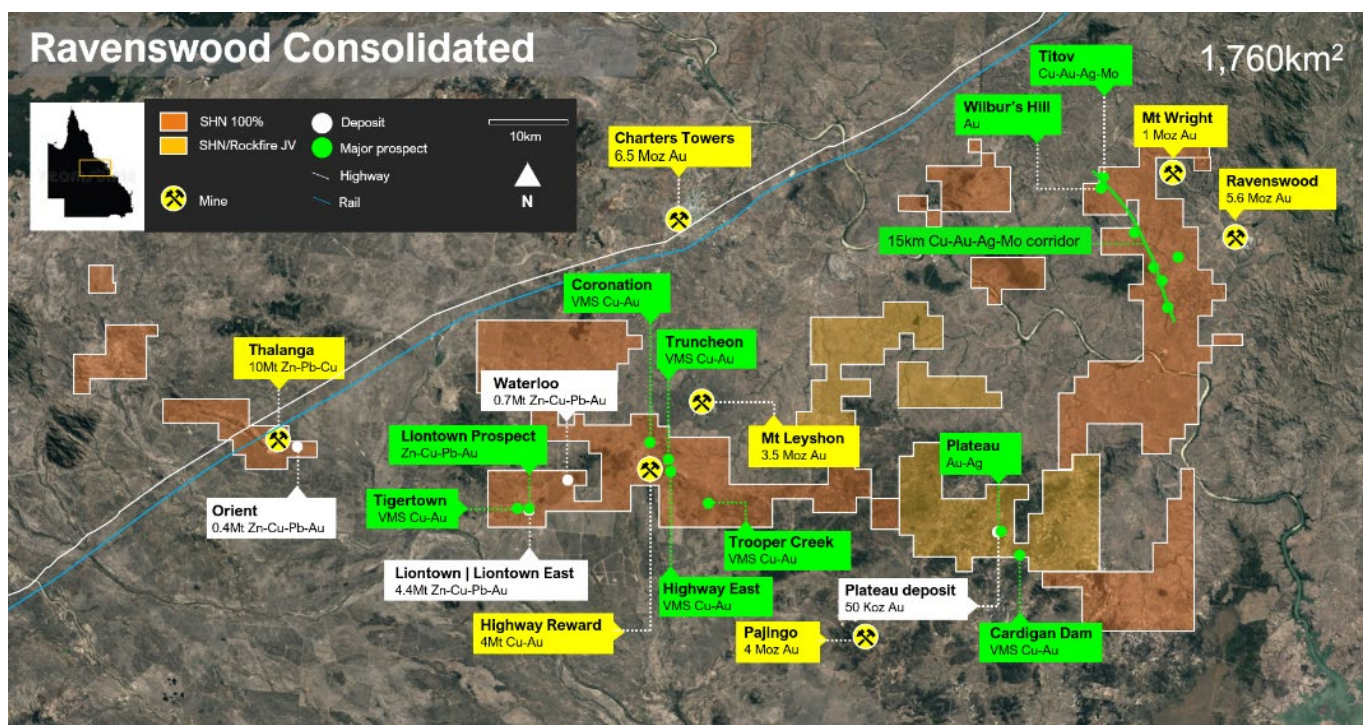 Ravenswood Consolidated
1,760km²
SHN 100%
SHN/Rockfire JV
Mine
Deposit
Major prospect
Highway
Rail
10km
N
Charters Towers
6.5 Moz Au
Titov
Cu-Au-Ag-Mo
Wilbur's Hill
Au
Mt Wright
1 Moz Au
Ravenswood
5.6 Moz Au
15km Cu-Au-Ag-Mo corridor
Coronation
VMS Cu-Au
Truncheon
VMS Cu-Au
Thalanga
10Mt Zn-Pb-Cu
Waterloo
0.7Mt Zn-Cu-Pb-Au
Liontown Prospect
Zn-Cu-Pb-Au
Mt Leyshon
3.5 Moz Au
Plateau
Au-Ag
Tigertown
VMS Cu-Au
Orient
0.4Mt Zn-Cu-Pb-Au
Trooper Creek
VMS Cu-Au
Liontown | Liontown East
4.4Mt Zn-Cu-Pb-Au
Highway East
VMS Cu-Au
Plateau deposit
50 Koz Au
Highway Reward
4Mt Cu-Au
Pajingo
4 Moz Au
Cardigan Dam
VMS Cu-Au